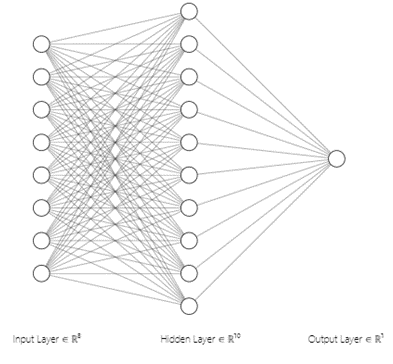 Input Layer ∈ ℝ⁸
Hidden Layer ∈ ℝ¹⁰
Output Layer ∈ ℝ¹